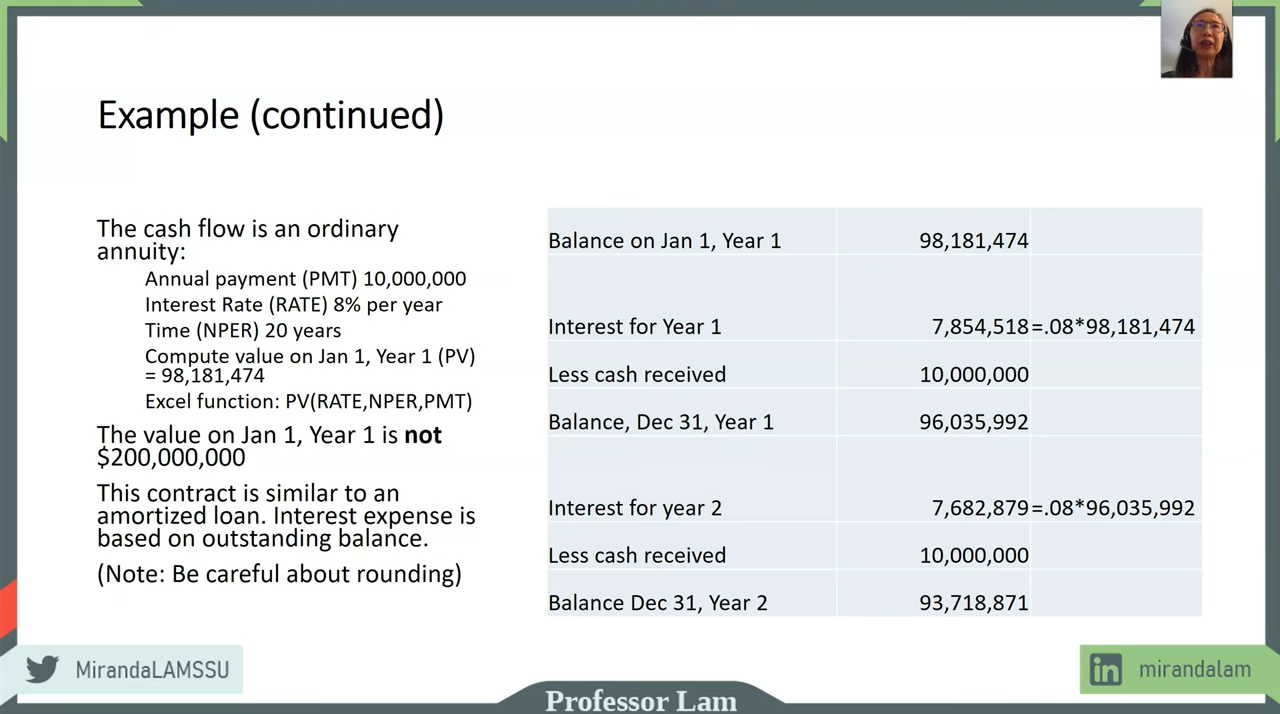 Example (continued)
The cash flow is an ordinary
annuity:
Annual payment (PMT) 10,000,000
Interest Rate (RATE) 8% per year
Time (NPER) 20 years
Compute value on Jan 1, Year 1 (PV)
= 98,181,474
Excel function: PV(RATE,NPER,PMT)
The value on Jan 1, Year 1 is not
$200,000,000
This contract is similar to an
amortized loan. Interest expense is
based on outstanding balance.
(Note: Be careful about rounding)
Balance on Jan 1, Year 1 98,181,474
Interest for Year 1 7,854,518 =.08*98,181,474
Less cash received 10,000,000
Balance, Dec 31, Year 1 96,035,992
Interest for year 2 7,682,879 =.08*96,035,992
Less cash received 10,000,000
Balance Dec 31, Year 2 93,718,871
MirandaLAMSSU
Professor Lam
in mirandalam